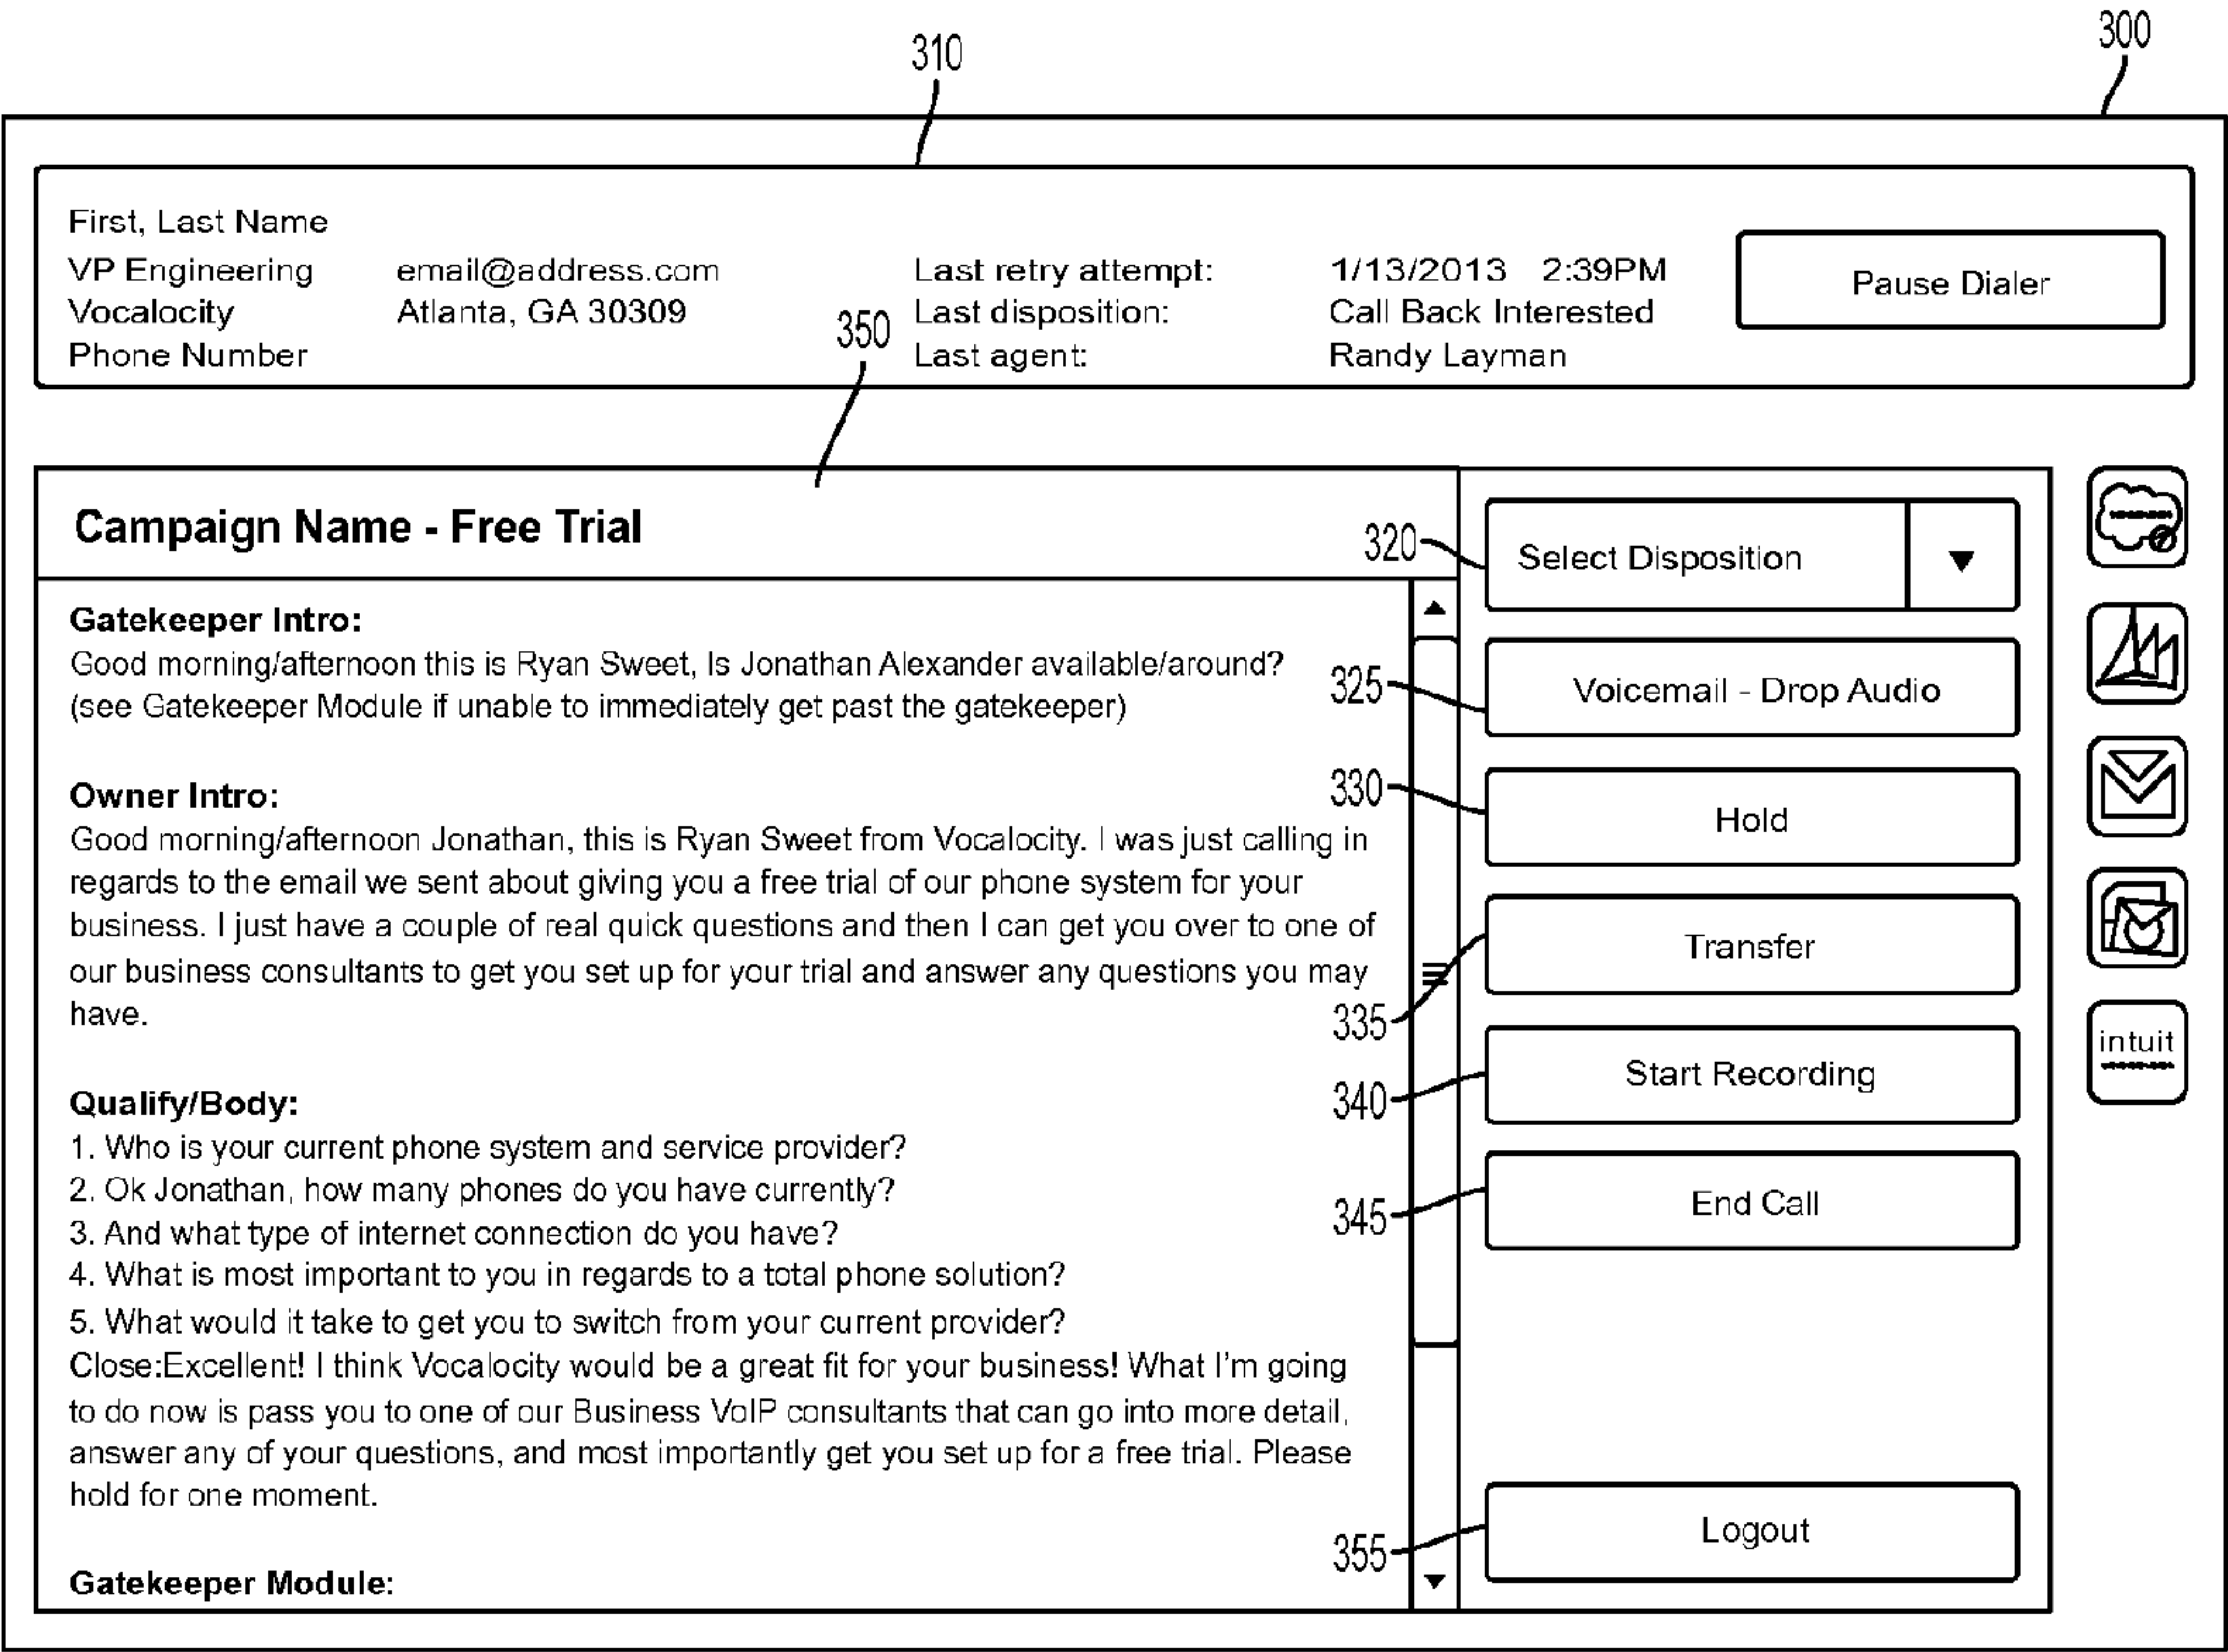 310
300
First, Last Name
VP Engineering email@address.com Last retry attempt: 1/13/2013 2:39PM
Vocalocity Atlanta, GA 30309 Last disposition: Call Back Interested
Phone Number Last agent: Randy Layman
Pause Dialer
350
Campaign Name - Free Trial
Gatekeeper Intro:
Good morning/afternoon this is Ryan Sweet, Is Jonathan Alexander available/around?
(see Gatekeeper Module if unable to immediately get past the gatekeeper)
Owner Intro:
Good morning/afternoon Jonathan, this is Ryan Sweet from Vocalocity. I was just calling in
regards to the email we sent about giving you a free trial of our phone system for your
business. I just have a couple of real quick questions and then I can get you over to one of
our business consultants to get you set up for your trial and answer any questions you may
have.
Qualify/Body:
1. Who is your current phone system and service provider?
2. Ok Jonathan, how many phones do you have currently?
3. And what type of internet connection do you have?
4. What is most important to you in regards to a total phone solution?
5. What would it take to get you to switch from your current provider?
Close:Excellent! I think Vocalocity would be a great fit for your business! What I'm going
to do now is pass you to one of our Business VoIP consultants that can go into more detail,
answer any of your questions, and most importantly get you set up for a free trial. Please
hold for one moment.
Gatekeeper Module:
320
Select Disposition
325
Voicemail - Drop Audio
330
Hold
335
Transfer
340
Start Recording
345
End Call
355
Logout
intuit